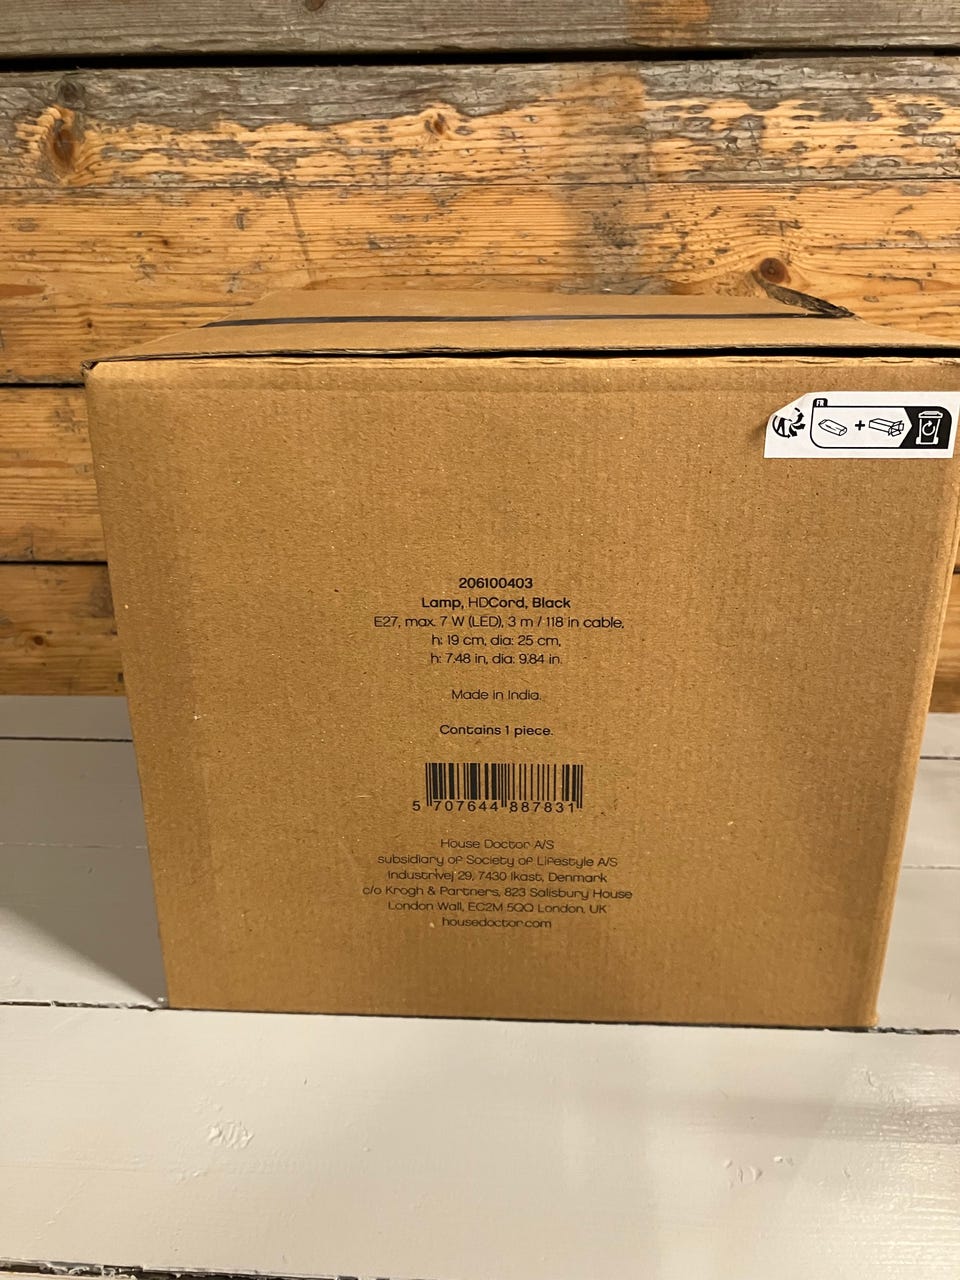 FR
+
206100403
Lamp, HDCord, Black
E27, max. 7 W (LED), 3 m / 118 in cable,
h: 19 cm, dia: 25 cm,
h: 7.48 in, dia: 9.84 in.
Made in India.
Contains 1 piece.
5 707644 887831
House Doctor A/S
subsidiary of Society of Lifestyle A/S
Industrivej 29, 7430 Ikast, Denmark
c/o Krogh & Partners, 823 Salisbury House
London Wall, EC2M 5QQ London, UK
housedoctor.com